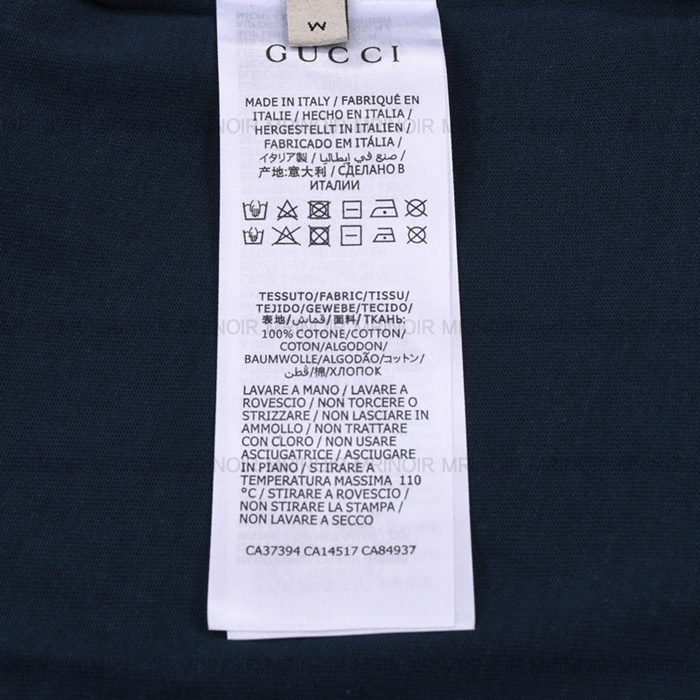 M
GUCCI
MADE IN ITALY / FABRIQUÉ EN
ITALIE / HECHO EN ITALIA /
HERGESTELLT IN ITALIEN /
FABRICADO EM ITÁLIA /
イタリア製 / صنع في إيطاليا /
产地:意大利 / СДЕЛАНО В
ИТАЛИИ
TESSUTO/FABRIC/TISSU/
TEJIDO/GEWEBE/TECIDO/
表地/قماش/面料/ТКАНЬ:
100% COTONE/COTTON/
COTON/ALGODON/
BAUMWOLLE/ALGODÃO/コットン/
قطن/棉/ХЛОПОК
LAVARE A MANO / LAVARE A
ROVESCIO / NON TORCERE O
STRIZZARE / NON LASCIARE IN
AMMOLLO / NON TRATTARE
CON CLORO / NON USARE
ASCIUGATRICE / ASCIUGARE
IN PIANO / STIRARE A
TEMPERATURA MASSIMA 110
°C / STIRARE A ROVESCIO /
NON STIRARE LA STAMPA /
NON LAVARE A SECCO
CA37394 CA14517 CA84937